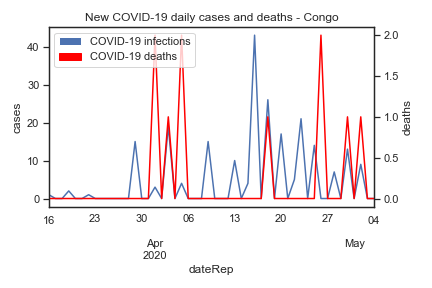 New COVID-19 daily cases and deaths - Congo
COVID-19 infections
COVID-19 deaths
40
30
20
10
0
cases
2.0
1.5
1.0
0.5
0.0
deaths
16 23 30 06 13 20 27 04
Apr May
2020
dateRep